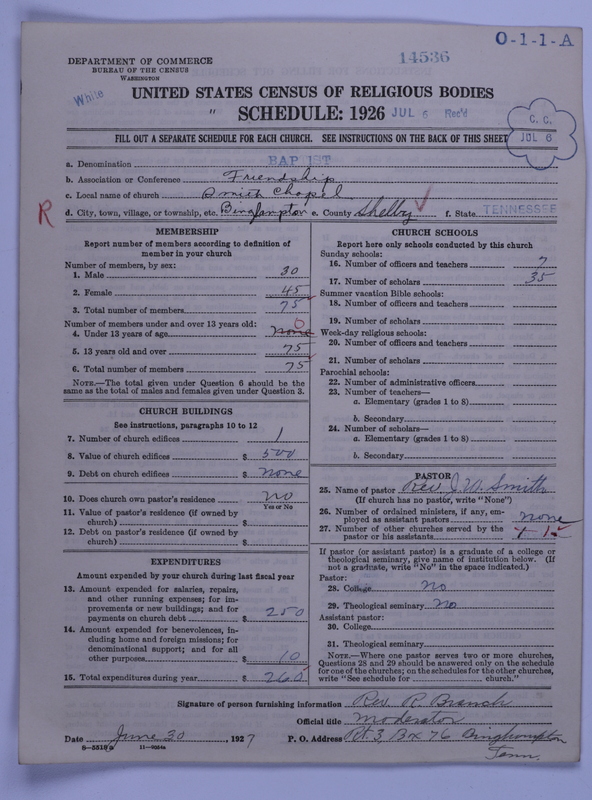 O-1-1-A
14536
DEPARTMENT OF COMMERCE
BUREAU OF THE CENSUS
WASHINGTON
White
UNITED STATES CENSUS OF RELIGIOUS BODIES
" SCHEDULE: 1926 JUL 6 Rec'd
C. C.
JUL 6
FILL OUT A SEPARATE SCHEDULE FOR EACH CHURCH. SEE INSTRUCTIONS ON THE BACK OF THIS SHEET
a. Denomination BAPTIST
b. Association or Conference Friendship
c. Local name of church Smith Chapel
R
d. City, town, village, or township, etc. Binghampton e. County Shelby f. State TENNESSEE
MEMBERSHIP
Report number of members according to definition of
member in your church
Number of members, by sex:
1. Male 30
2. Female 45
3. Total number of members 75
Number of members under and over 13 years old: 0
4. Under 13 years of age none
5. 13 years old and over 75
6. Total number of members 75
NOTE.—The total given under Question 6 should be the
same as the total of males and females given under Question 3.
CHURCH BUILDINGS
See instructions, paragraphs 10 to 12
7. Number of church edifices 1
8. Value of church edifices $ 500
9. Debt on church edifices $ none
10. Does church own pastor's residence no
Yes or No
11. Value of pastor's residence (if owned by
church) $
12. Debt on pastor's residence (if owned by
church) $
EXPENDITURES
Amount expended by your church during last fiscal year
13. Amount expended for salaries, repairs,
and other running expenses; for im-
provements or new buildings; and for
payments on church debt $ 250
14. Amount expended for benevolences, in-
cluding home and foreign missions; for
denominational support; and for all
other purposes $ 10
15. Total expenditures during year $ 260
CHURCH SCHOOLS
Report here only schools conducted by this church
Sunday schools:
16. Number of officers and teachers 7
17. Number of scholars 35
Summer vacation Bible schools:
18. Number of officers and teachers
19. Number of scholars
Week-day religious schools:
20. Number of officers and teachers
21. Number of scholars
Parochial schools:
22. Number of administrative officers
23. Number of teachers—
a. Elementary (grades 1 to 8)
b. Secondary
24. Number of scholars—
a. Elementary (grades 1 to 8)
b. Secondary
PASTOR
25. Name of pastor Rev. J. W. Smith
(If church has no pastor, write "None")
26. Number of ordained ministers, if any, em-
ployed as assistant pastors none
27. Number of other churches served by the
pastor or his assistants 1
If pastor (or assistant pastor) is a graduate of a college or
theological seminary, give name of institution below. (If
not a graduate, write "No" in the space indicated.)
Pastor:
28. College no
29. Theological seminary no
Assistant pastor:
30. College
31. Theological seminary
NOTE.—Where one pastor serves two or more churches,
Questions 28 and 29 should be answered only on the schedule
for one of the churches; on the schedules for the other churches,
write "See schedule for church."
Signature of person furnishing information Rev. R. Branch
Official title Moderator
Date June 30, 1927 P. O. Address Rt. 3, Box 76 Binghampton
Tenn.
8—5518a 11—9054a